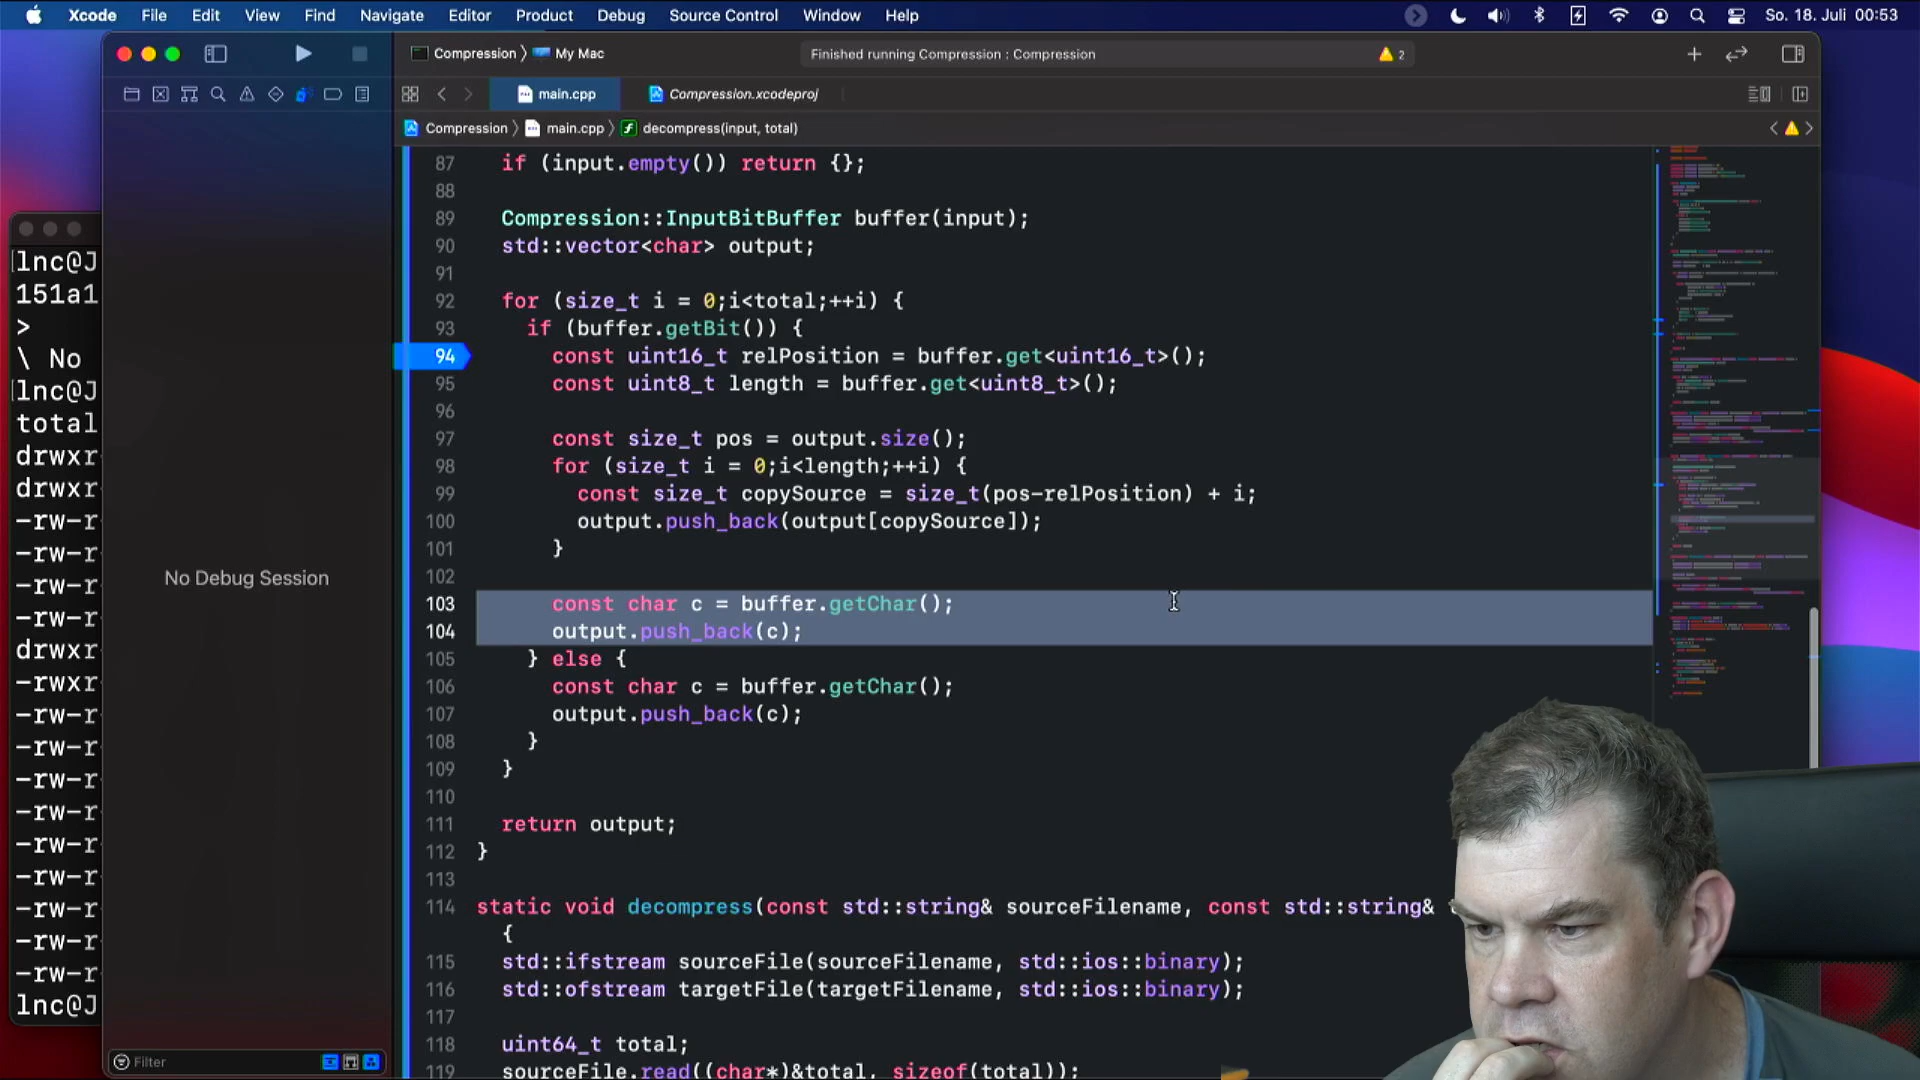 Xcode File Edit View Find Navigate Editor Product Debug Source Control Window Help So. 18. Juli 00:53
Compression My Mac Finished running Compression : Compression 2
main.cpp Compression.xcodeproj
Compression main.cpp decompress(input, total)
lnc@J
151a1
>
\ No
lnc@J
total
drwxr
drwxr
-rw-r
-rw-r
-rw-r
-rw-r
drwxr
-rwxr
-rw-r
-rw-r
-rw-r
-rw-r
-rw-r
-rw-r
-rw-r
-rw-r
-rw-r
lnc@J
No Debug Session
Filter
87 if (input.empty()) return {};
88
89 Compression::InputBitBuffer buffer(input);
90 std::vector<char> output;
91
92 for (size_t i = 0;i<total;++i) {
93 if (buffer.getBit()) {
94 const uint16_t relPosition = buffer.get<uint16_t>();
95 const uint8_t length = buffer.get<uint8_t>();
96
97 const size_t pos = output.size();
98 for (size_t i = 0;i<length;++i) {
99 const size_t copySource = size_t(pos-relPosition) + i;
100 output.push_back(output[copySource]);
101 }
102
103 const char c = buffer.getChar();
104 output.push_back(c);
105 } else {
106 const char c = buffer.getChar();
107 output.push_back(c);
108 }
109 }
110
111 return output;
112 }
113
114 static void decompress(const std::string& sourceFilename, const std::string&
{
115 std::ifstream sourceFile(sourceFilename, std::ios::binary);
116 std::ofstream targetFile(targetFilename, std::ios::binary);
117
118 uint64_t total;
119 sourceFile.read((char*)&total, sizeof(total));